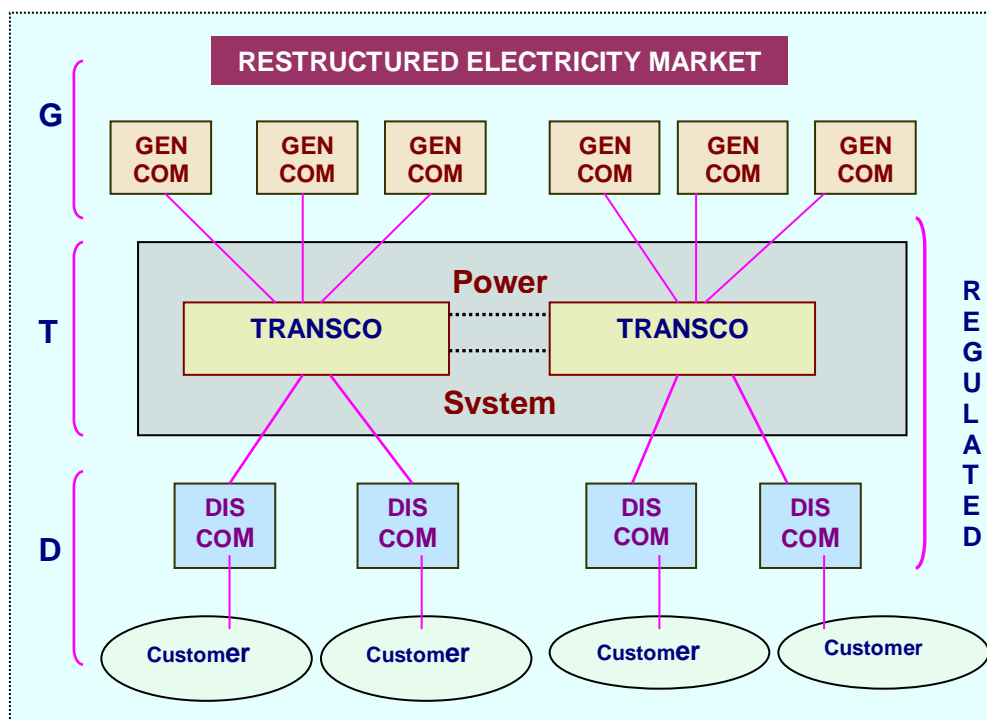 RESTRUCTURED ELECTRICITY MARKET
G
GEN
COM
GEN
COM
GEN
COM
GEN
COM
GEN
COM
GEN
COM
T
Power
TRANSCO
TRANSCO
Svstem
D
DIS
COM
DIS
COM
DIS
COM
DIS
COM
Customer
Customer
Customer
Customer
R
E
G
U
L
A
T
E
D